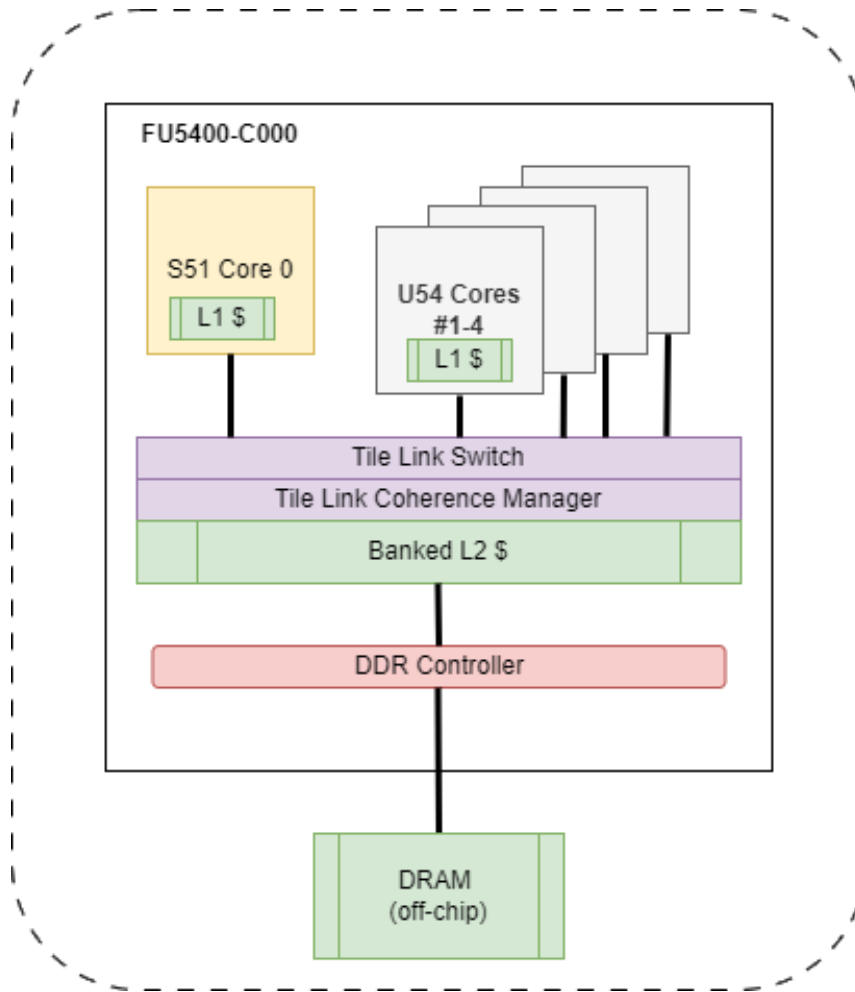 FU5400-C000
S51 Core 0
L1 $
U54 Cores
#1-4
L1 $
Tile Link Switch
Tile Link Coherence Manager
Banked L2 $
DDR Controller
DRAM
(off-chip)